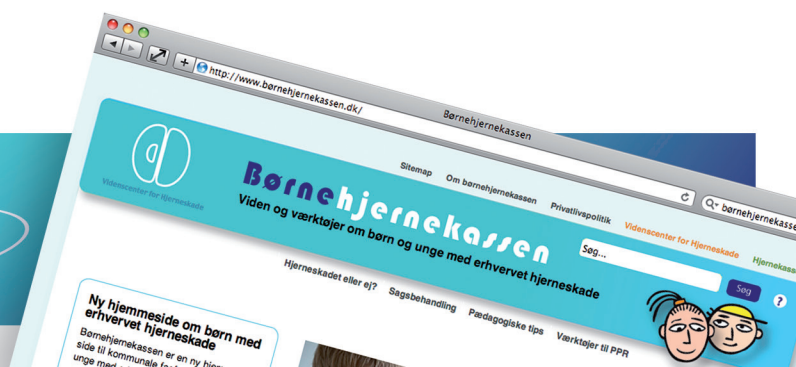 Børnehjernekassen
http://www.børnehjernekassen.dk/
børnehjernekassen
Sitemap Om børnehjernekassen Privatlivspolitik Videnscenter for Hjerneskade
Videnscenter for Hjerneskade
Børnehjernekassen
Viden og værktøjer om børn og unge med erhvervet hjerneskade
Søg...
Søg
?
Hjerneskadet eller ej? Sagsbehandling Pædagogiske tips Værktøjer til PPR
Ny hjemmeside om børn med
erhvervet hjerneskade
Børnehjernekassen er en ny
side til kommunale
unge med